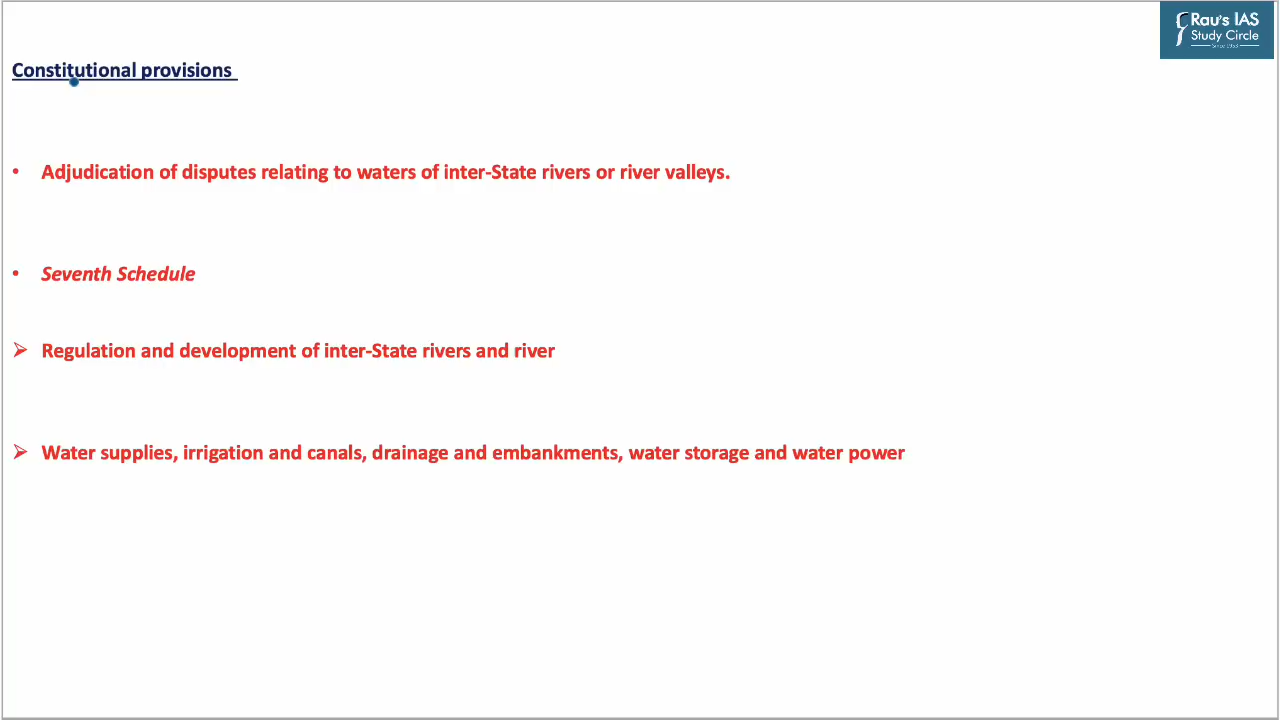 Rau's IAS
Study Circle
Since 1953
Constitutional provisions
• Adjudication of disputes relating to waters of inter-State rivers or river valleys.
• Seventh Schedule
➢ Regulation and development of inter-State rivers and river
➢ Water supplies, irrigation and canals, drainage and embankments, water storage and water power